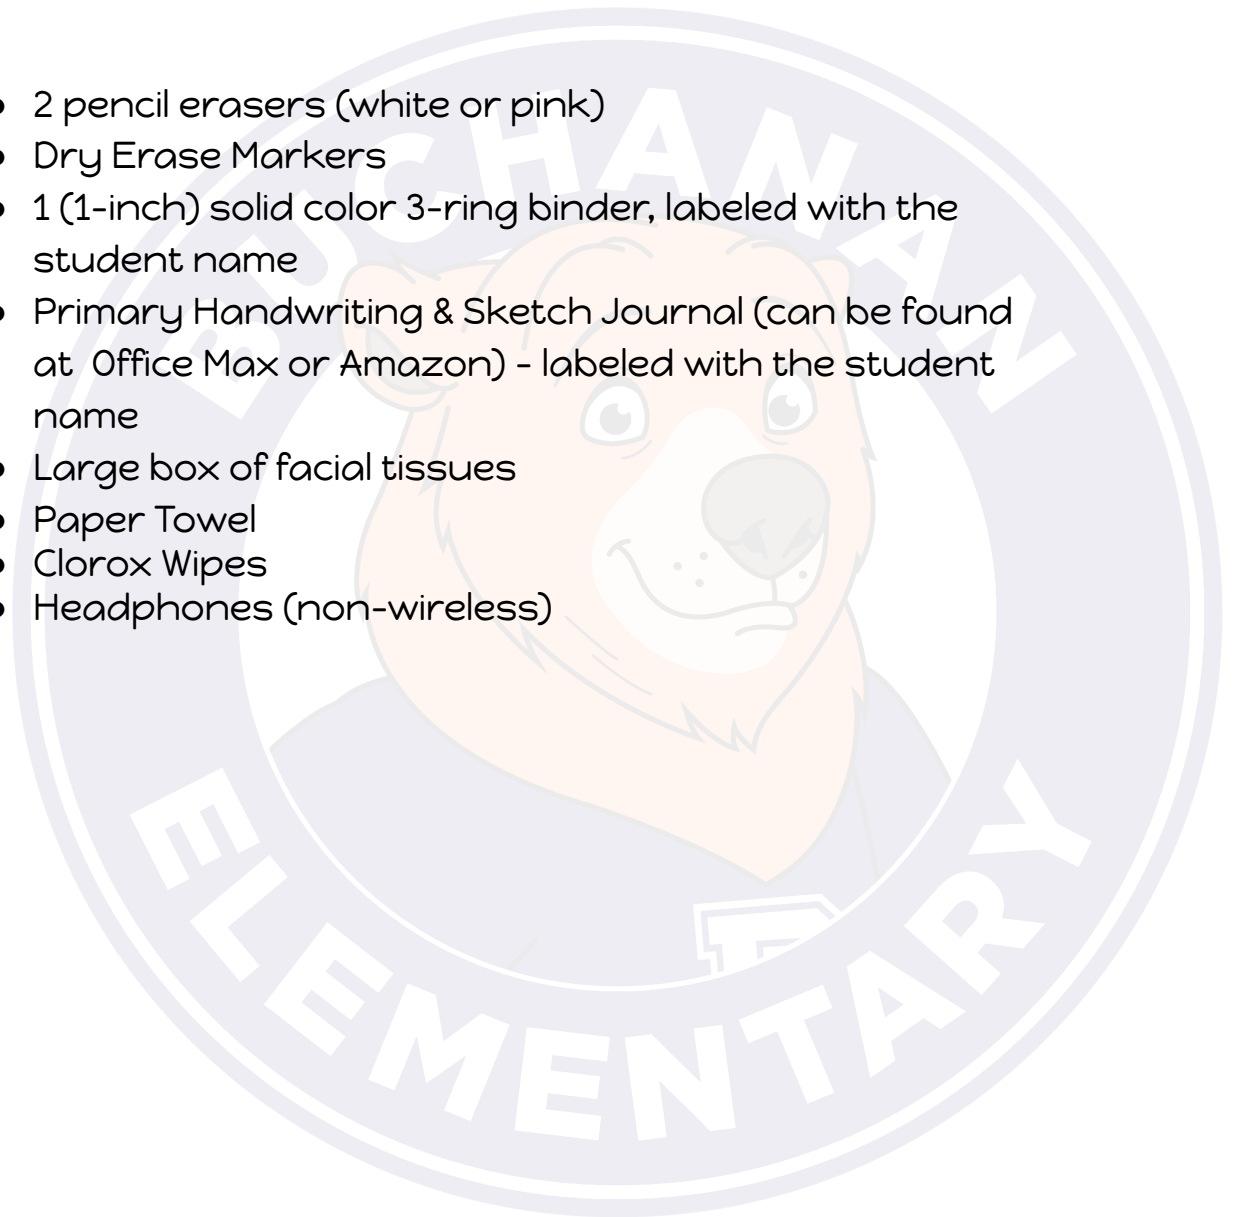 BUCHANAN
• 2 pencil erasers (white or pink)
• Dry Erase Markers
• 1 (1-inch) solid color 3-ring binder, labeled with the
student name
• Primary Handwriting & Sketch Journal (can be found
at Office Max or Amazon) - labeled with the student
name
• Large box of facial tissues
• Paper Towel
• Clorox Wipes
• Headphones (non-wireless)
ELEMENTARY